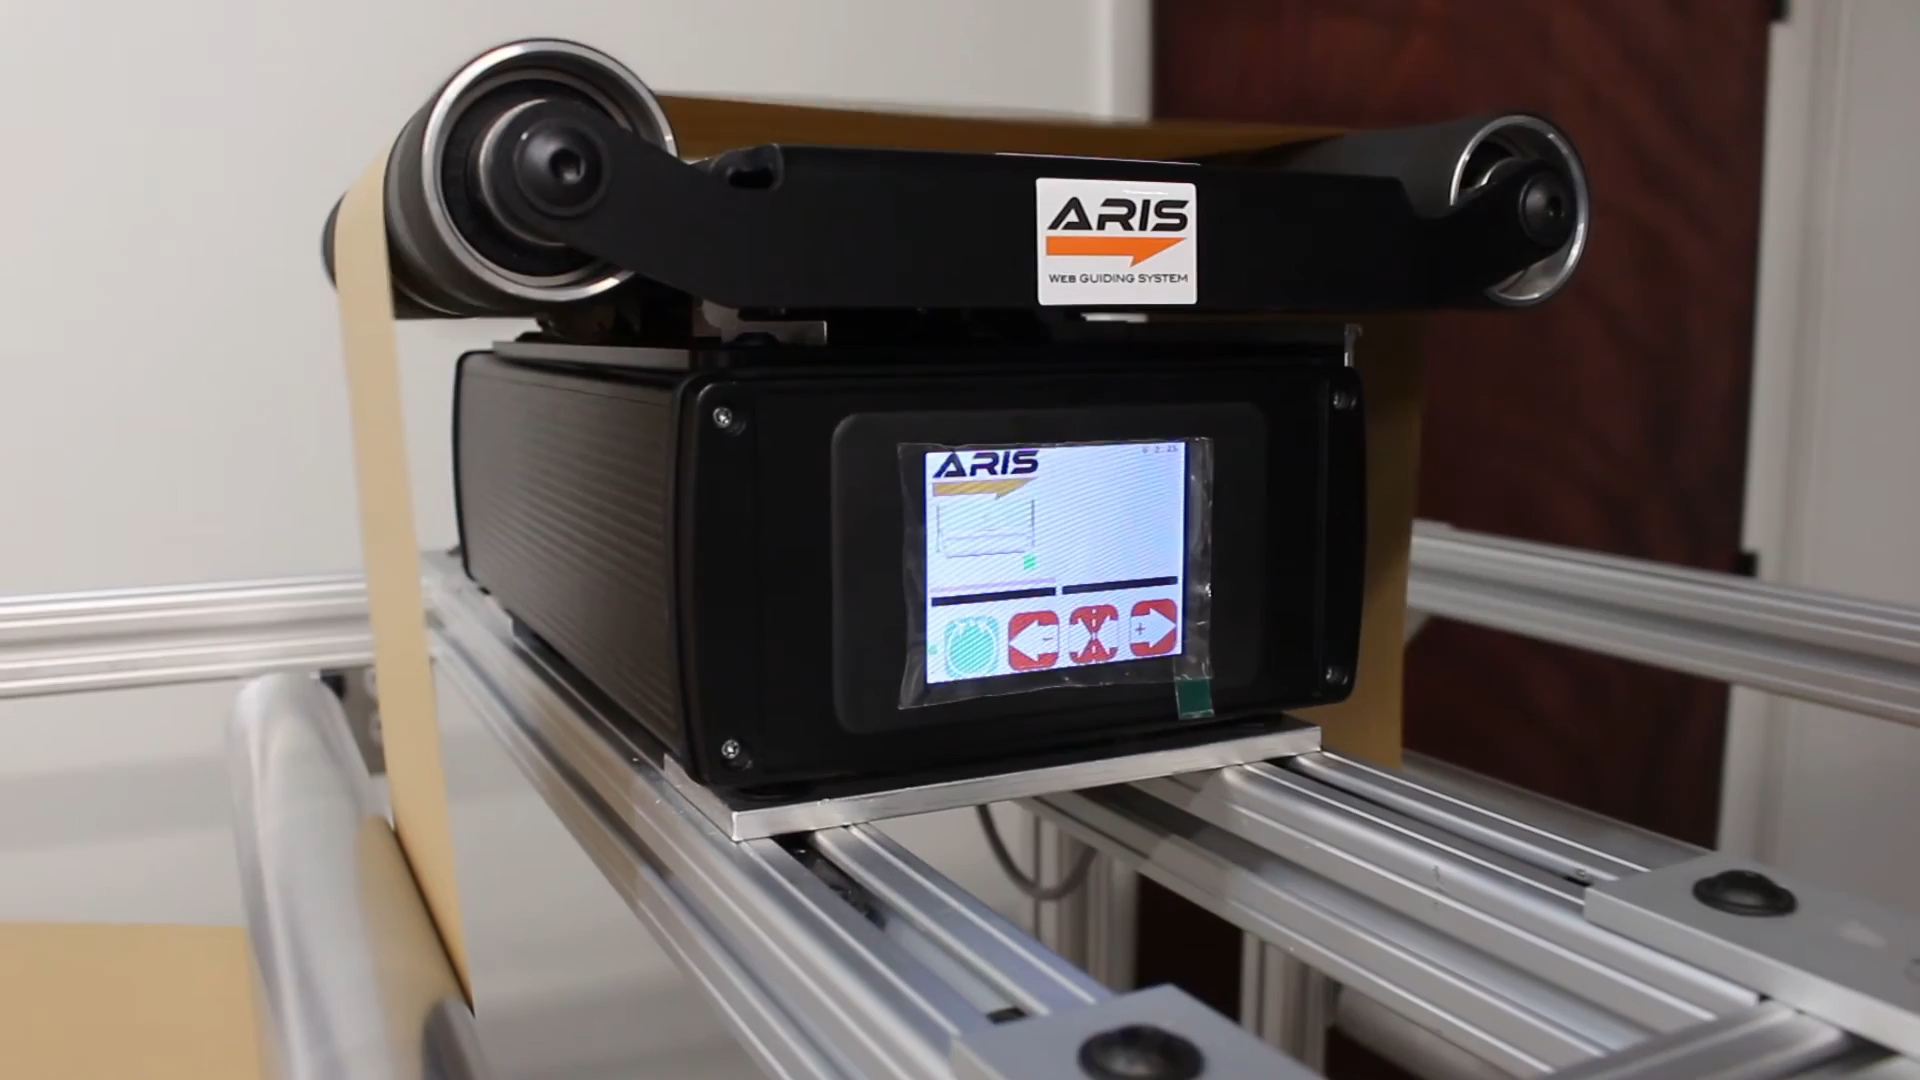 ARIS
WEB GUIDING SYSTEM
ARIS
-
+